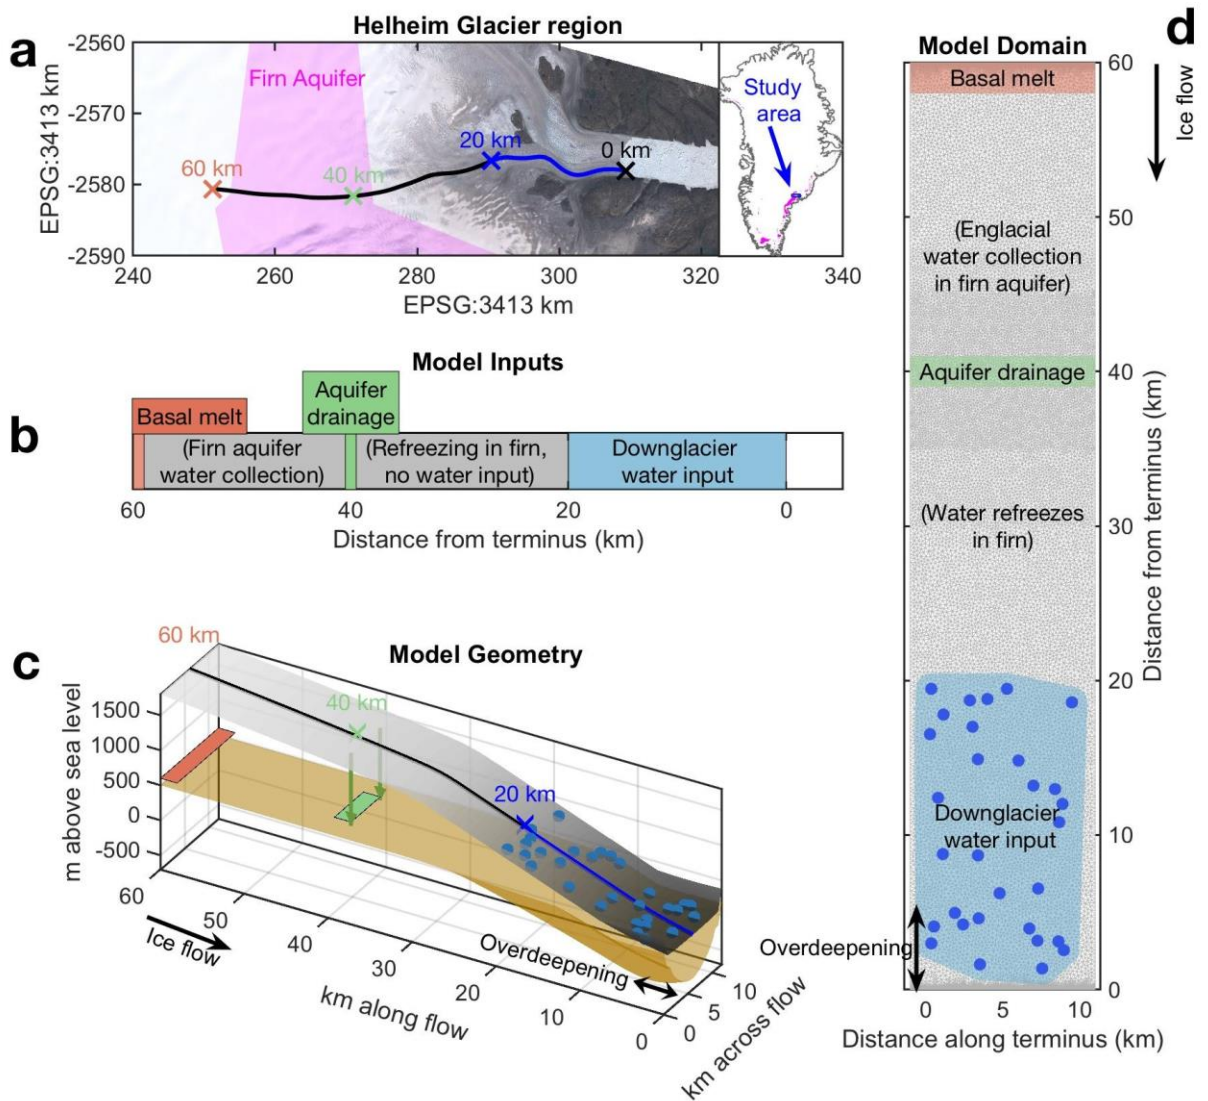 Helheim Glacier region
a
-2560
-2570
-2580
-2590
EPSG:3413 km
Firn Aquifer
60 km
40 km
20 km
0 km
Study
area
240
260
280
300
320
340
EPSG:3413 km
b
Model Inputs
Basal melt
Aquifer
drainage
(Firn aquifer
water collection)
(Refreezing in firn,
no water input)
Downglacier
water input
60
40
20
0
Distance from terminus (km)
c
Model Geometry
60 km
40 km
20 km
m above sea level
1500
1000
500
0
-500
60
50
40
30
20
10
0
Ice flow
km along flow
Overdeepening
0
5
10
km across flow
d
Model Domain
Basal melt
(Englacial
water collection
in firn aquifer)
Aquifer drainage
(Water refreezes
in firn)
Downglacier
water input
Overdeepening
60
50
40
30
20
10
0
Ice flow
Distance from terminus (km)
0
5
10
Distance along terminus (km)